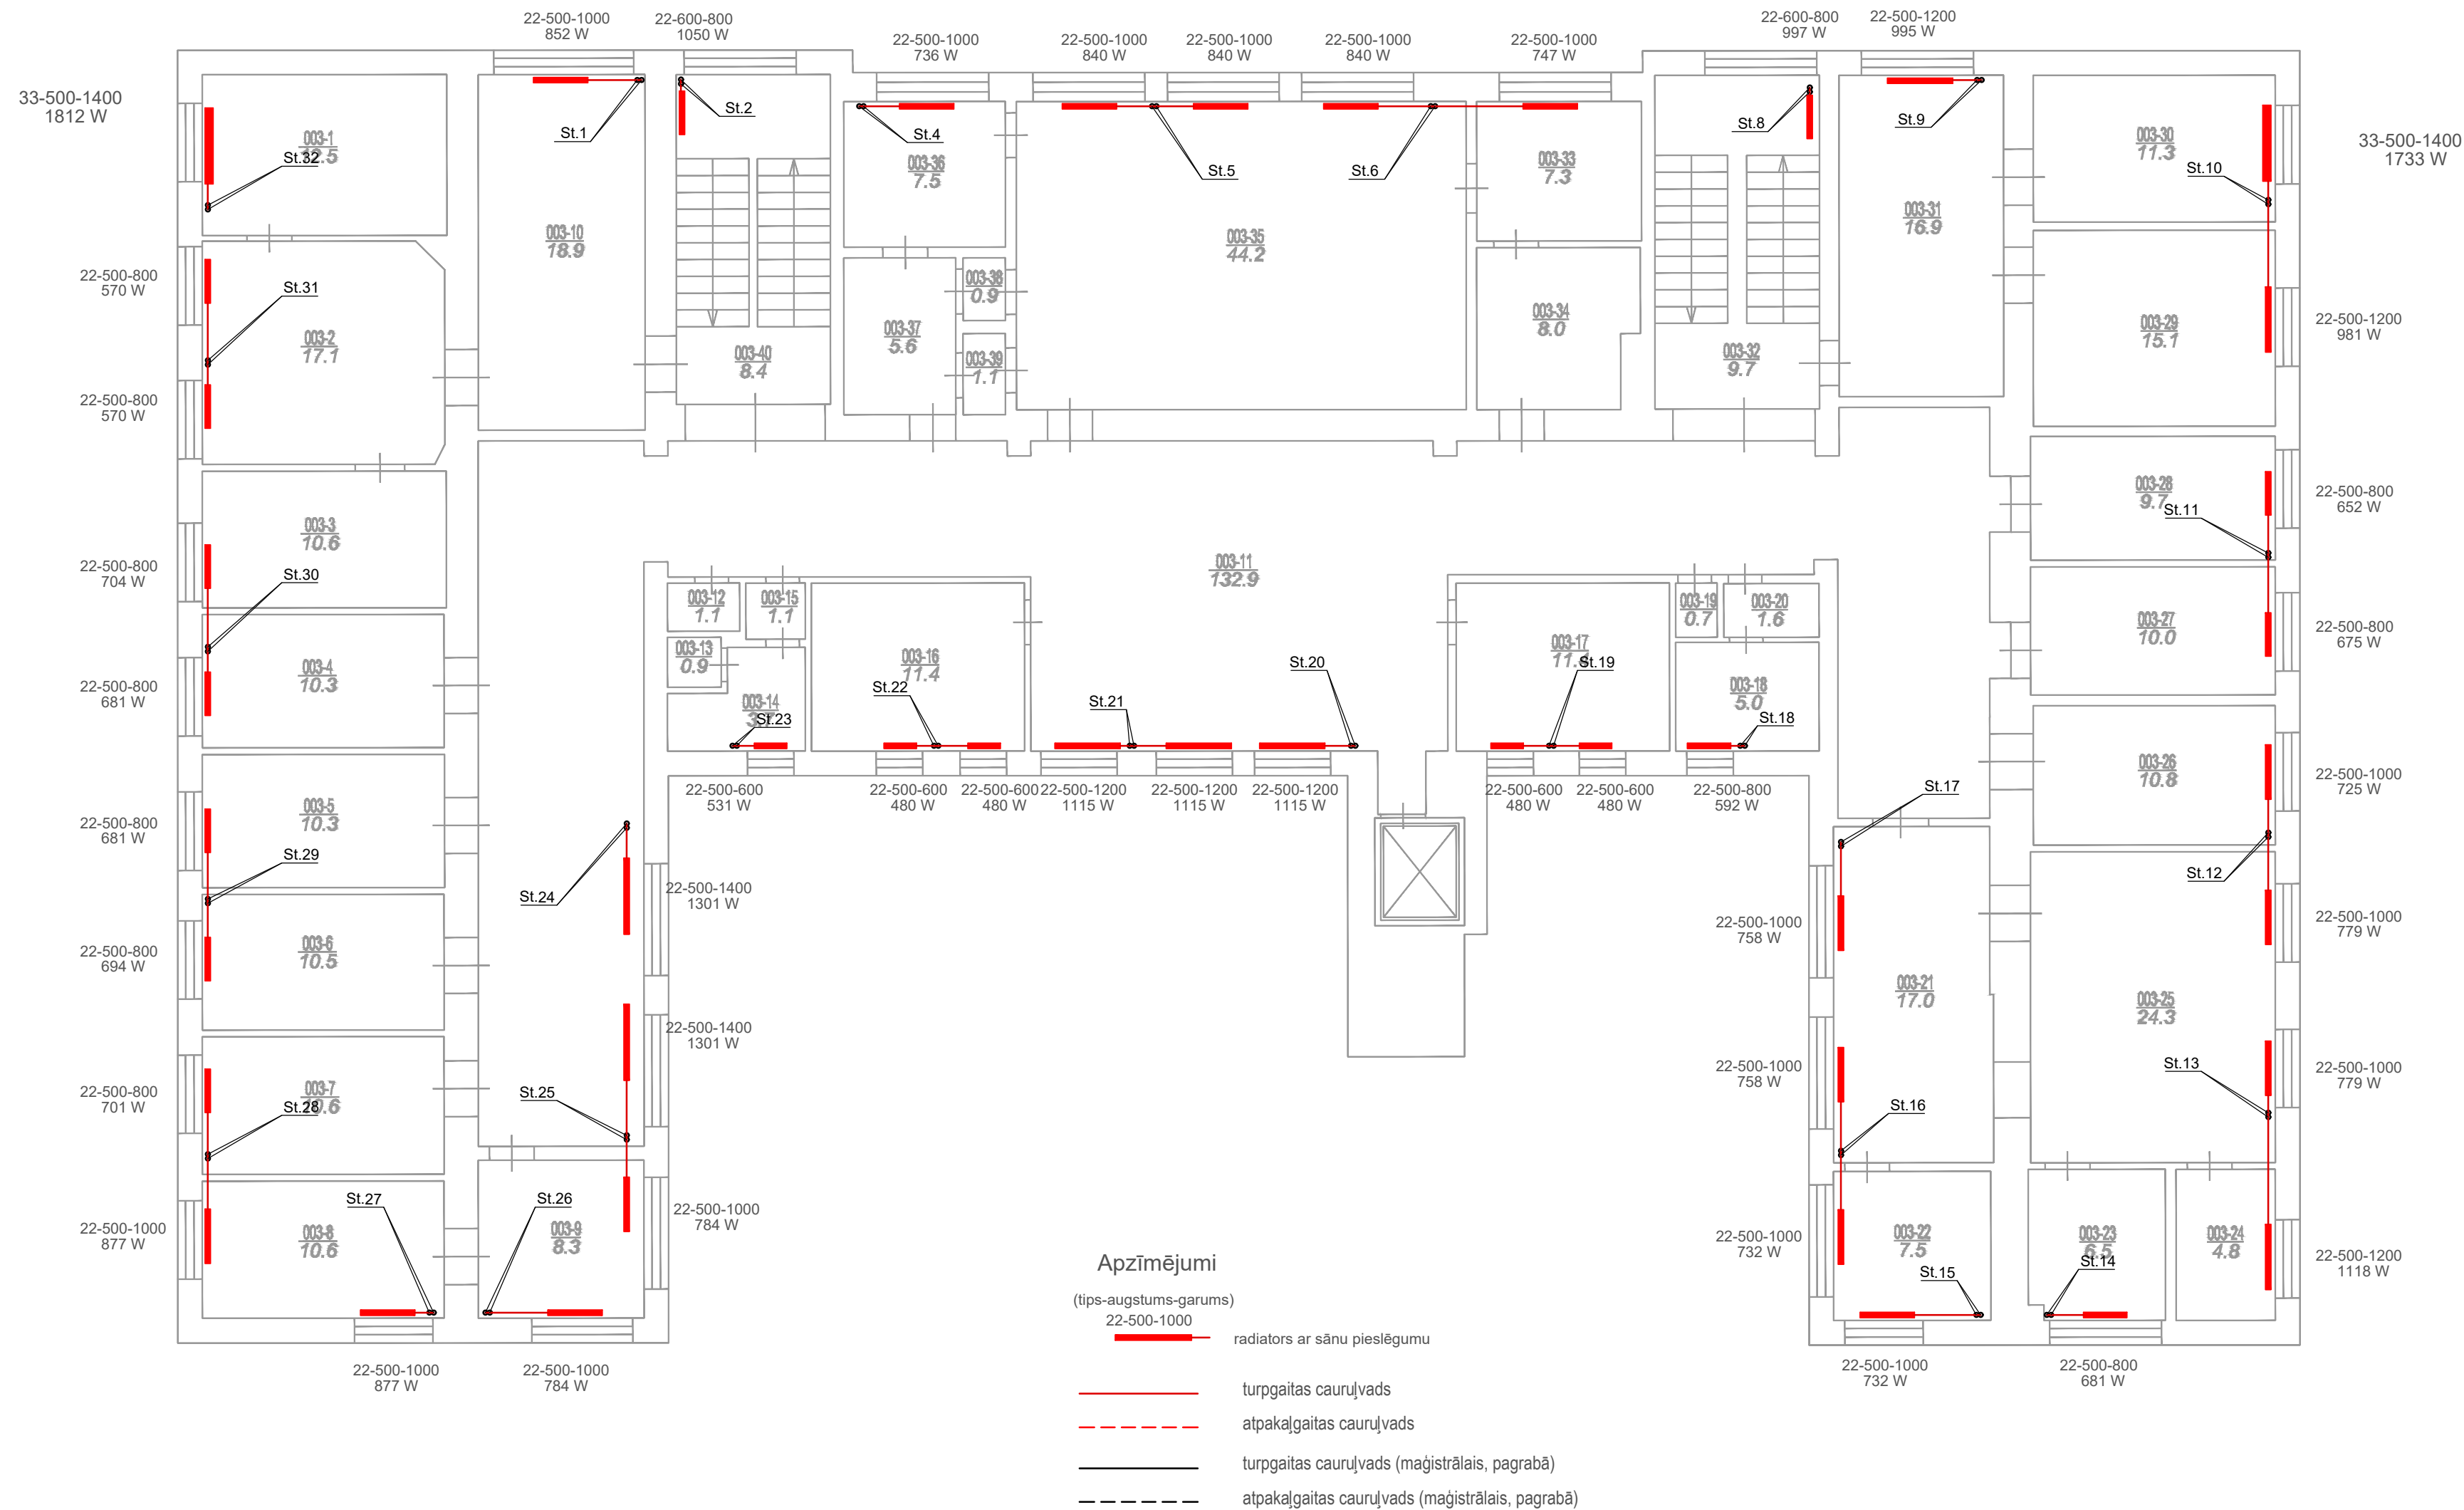 22-500-1000
852 W
22-600-800
1050 W
22-500-1000
736 W
22-500-1000
840 W
22-500-1000
840 W
22-500-1000
840 W
22-500-1000
747 W
22-600-800
997 W
22-500-1200
995 W
33-500-1400
1812 W
33-500-1400
1733 W
003-1
St.32
St.1
St.2
St.4
003-36
7.5
St.5
St.6
003-33
7.3
St.8
St.9
003-30
11.3
St.10
003-10
18.9
003-35
44.2
003-31
16.9
22-500-800
570 W
St.31
003-2
17.1
22-500-800
570 W
003-40
8.4
003-37
5.6
003-38
0.9
003-39
1.1
003-34
8.0
003-32
9.7
003-29
15.1
22-500-1200
981 W
003-3
10.6
22-500-800
704 W
St.30
003-4
10.3
22-500-800
681 W
003-11
132.9
003-28
9.7
St.11
22-500-800
652 W
003-27
10.0
22-500-800
675 W
003-12
1.1
003-15
1.1
003-13
0.9
003-14
St.23
003-16
11.4
St.22
St.21
St.20
003-17
St.19
003-19
0.7
003-20
1.6
003-18
5.0
St.18
22-500-600
531 W
22-500-600
480 W
22-500-600
480 W
22-500-1200
1115 W
22-500-1200
1115 W
22-500-1200
1115 W
22-500-600
480 W
22-500-600
480 W
22-500-800
592 W
St.17
003-26
10.8
22-500-1000
725 W
St.12
22-500-800
681 W
003-5
10.3
St.29
003-6
10.5
22-500-800
694 W
St.24
22-500-1400
1301 W
22-500-1400
1301 W
22-500-1000
758 W
003-21
17.0
22-500-1000
758 W
22-500-1000
779 W
003-25
24.3
22-500-1000
779 W
St.13
22-500-800
701 W
003-7
St.28
St.25
St.16
22-500-1000
877 W
003-8
10.6
St.27
St.26
003-9
8.3
22-500-1000
784 W
22-500-1000
732 W
003-22
7.5
St.15
003-23
6.5
St.14
003-24
4.8
22-500-1200
1118 W
22-500-1000
877 W
22-500-1000
784 W
22-500-1000
732 W
22-500-800
681 W
Apzīmējumi
(tips-augstums-garums)
22-500-1000
radiators ar sānu pieslēgumu
turpgaitas cauruļvads
atpakaļgaitas cauruļvads
turpgaitas cauruļvads (maģistrālais, pagrabā)
atpakaļgaitas cauruļvads (maģistrālais, pagrabā)